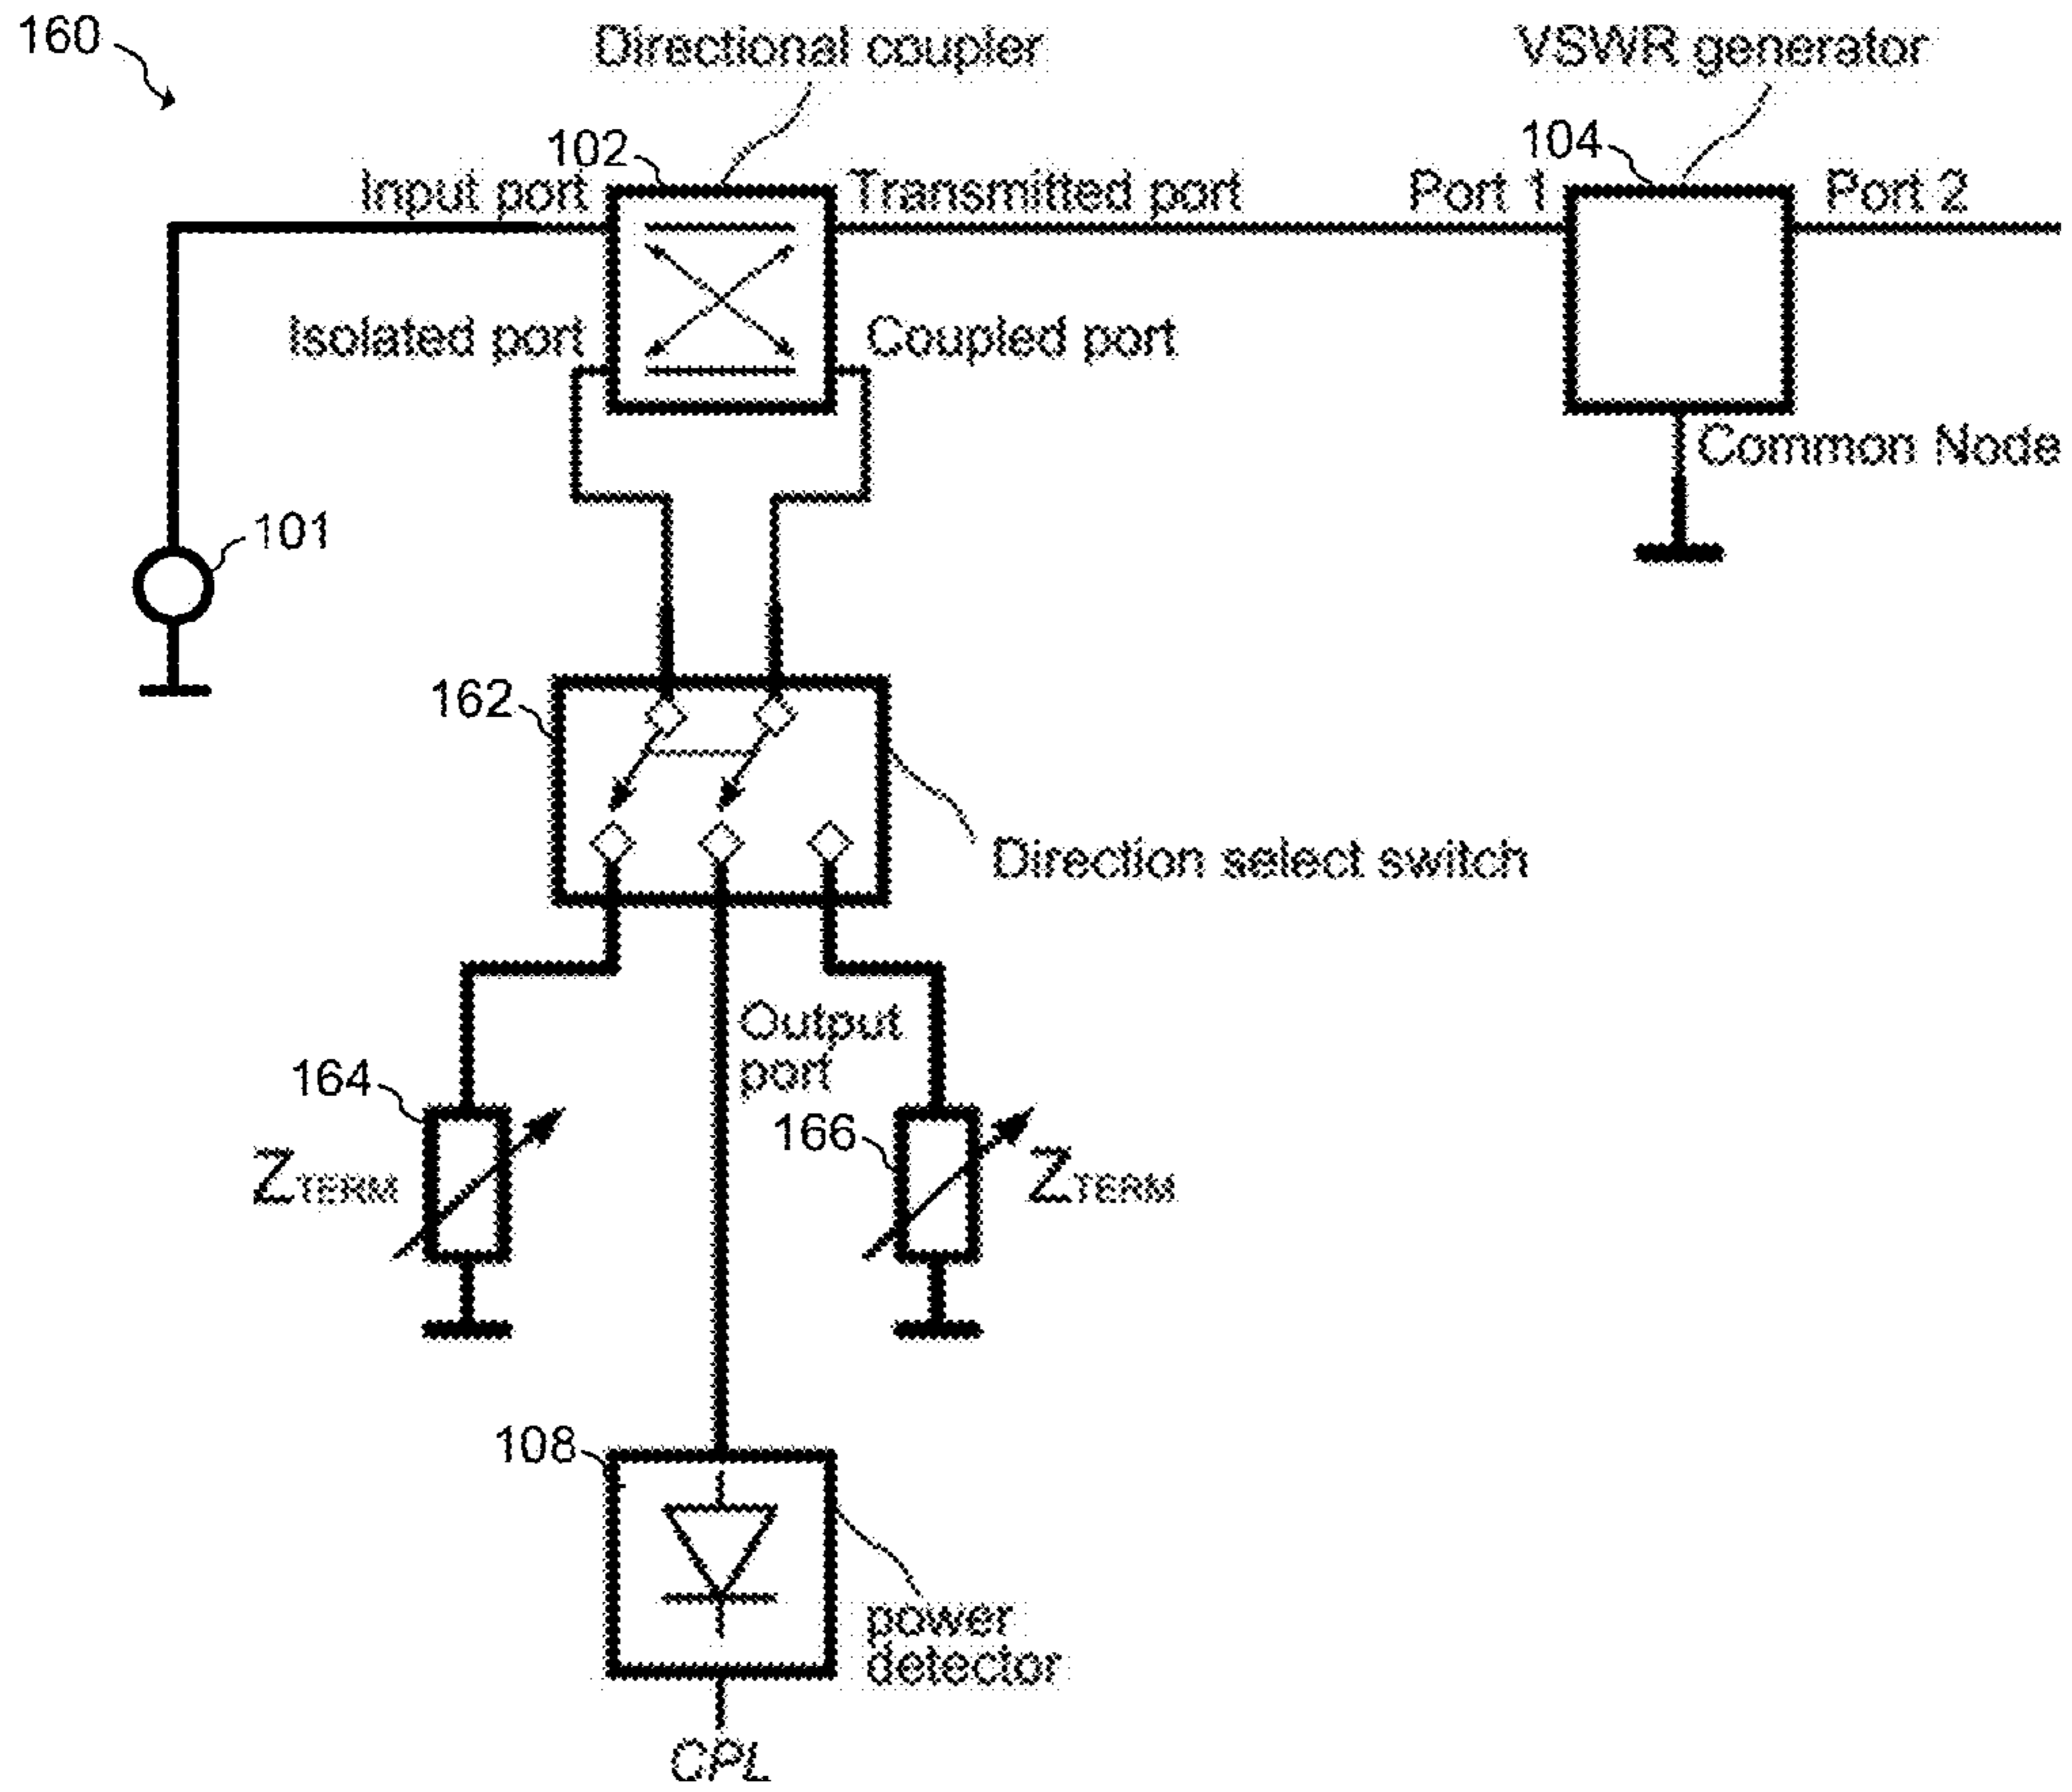 160
Directional coupler
VSWR generator
102
104
Input port
Transmitted port
Port 1
Port 2
Isolated port
Coupled port
Common Node
101
162
Direction select switch
Output
port
164
166
ZTERM
ZTERM
108
power
detector
CPL